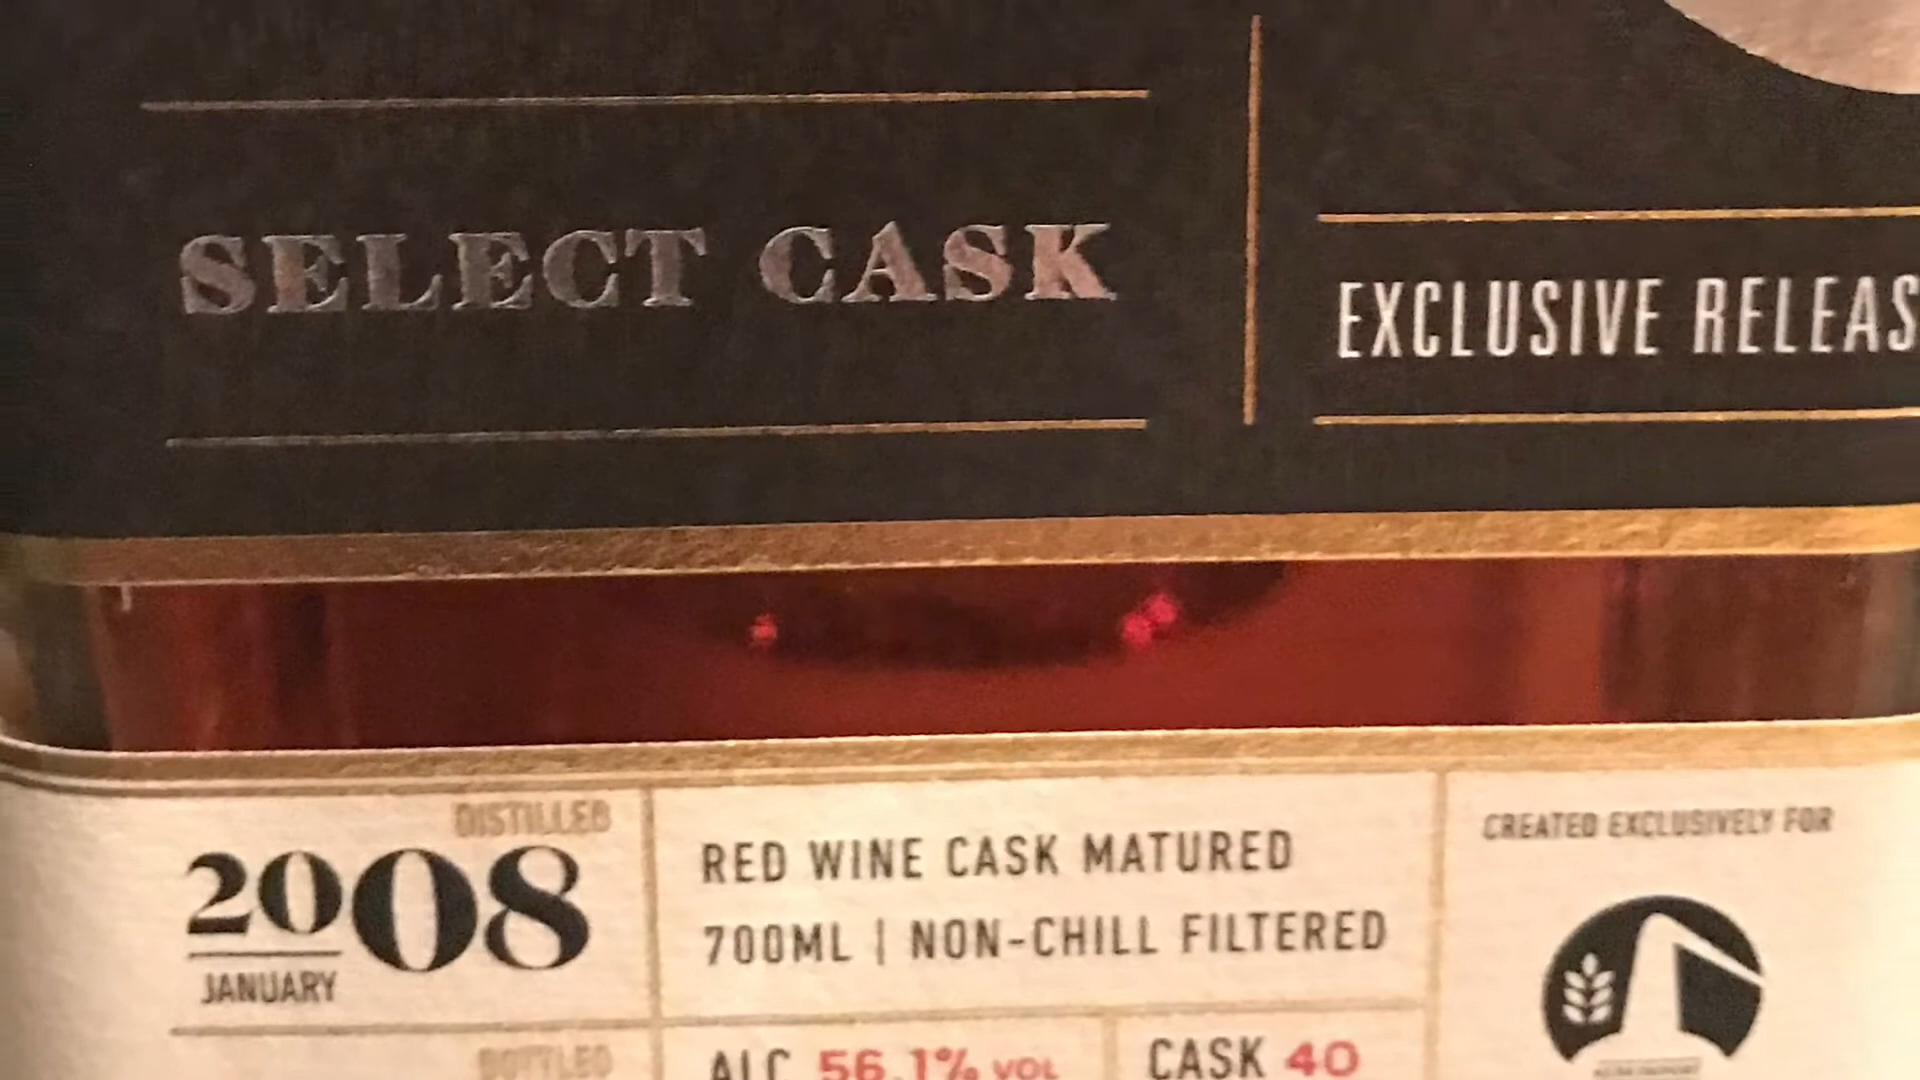 SELECT CASK
EXCLUSIVE RELEAS
DISTILLED
2008
JANUARY
RED WINE CASK MATURED
700ML | NON-CHILL FILTERED
CREATED EXCLUSIVELY FOR
BOTTLED
ALC 56.1% VOL
CASK 40